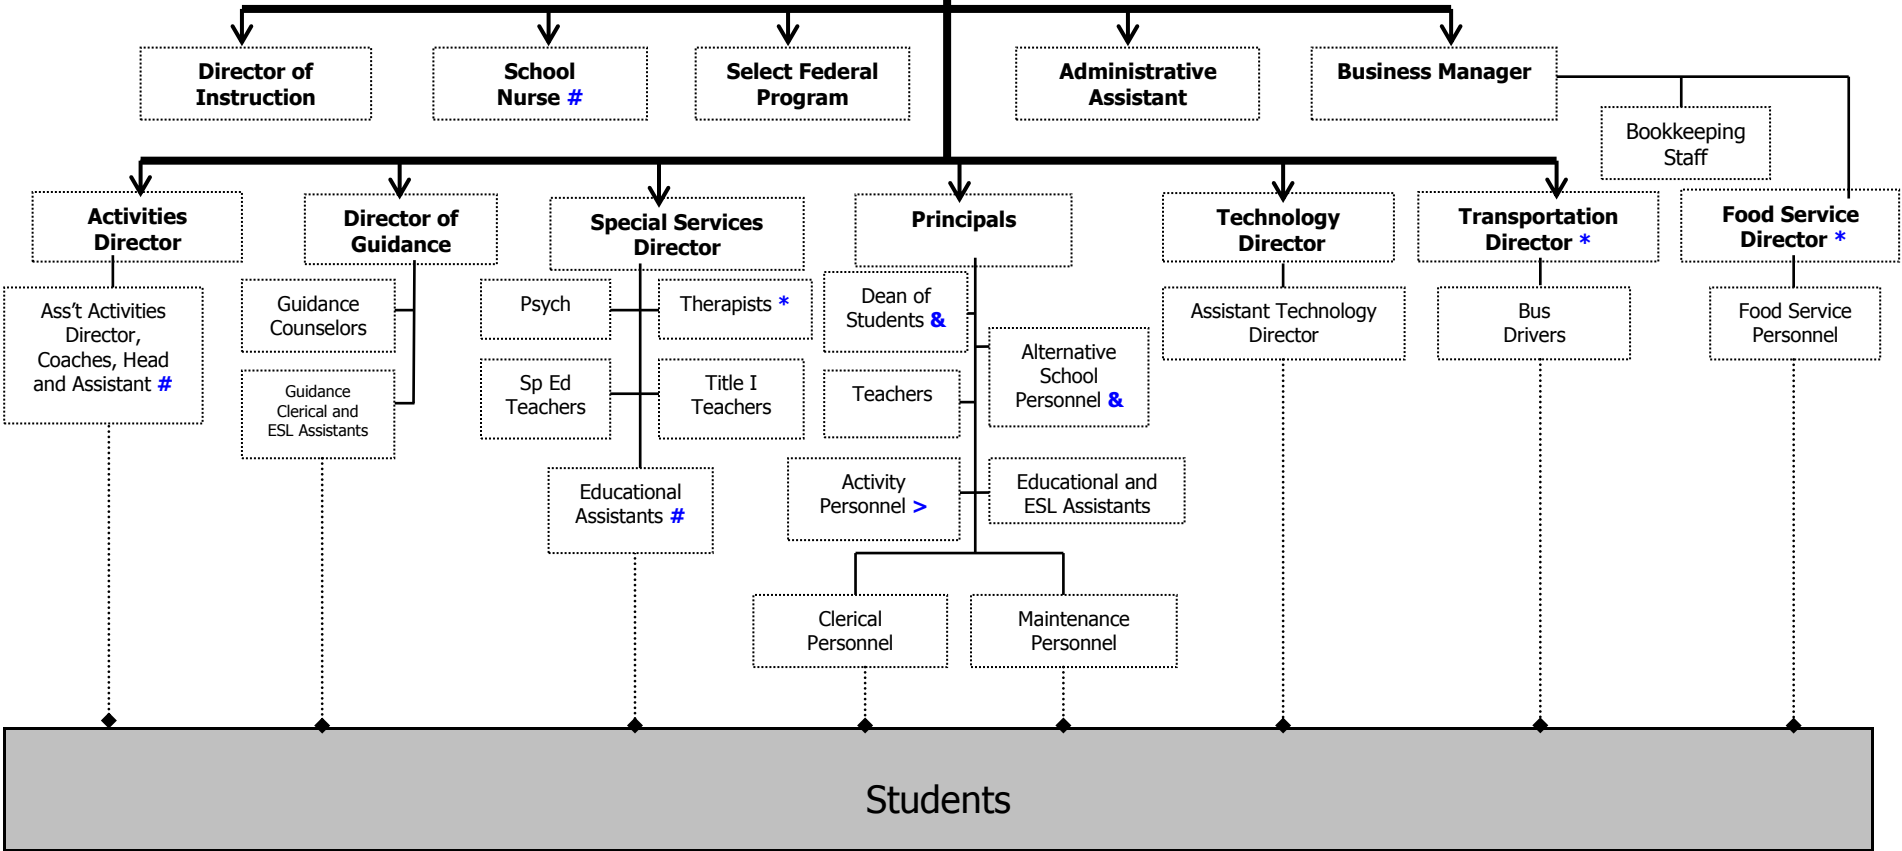 Director of
Instruction
School
Nurse #
Select Federal
Program
Administrative
Assistant
Business Manager
Bookkeeping
Staff
Activities
Director
Director of
Guidance
Special Services
Director
Principals
Technology
Director
Transportation
Director *
Food Service
Director *
Ass't Activities
Director,
Coaches, Head
and Assistant #
Guidance
Counselors
Guidance
Clerical and
ESL Assistants
Psych
Therapists *
Sp Ed
Teachers
Title I
Teachers
Educational
Assistants #
Dean of
Students &
Alternative
School
Personnel &
Teachers
Activity
Personnel >
Educational and
ESL Assistants
Clerical
Personnel
Maintenance
Personnel
Assistant Technology
Director
Bus
Drivers
Food Service
Personnel
Students